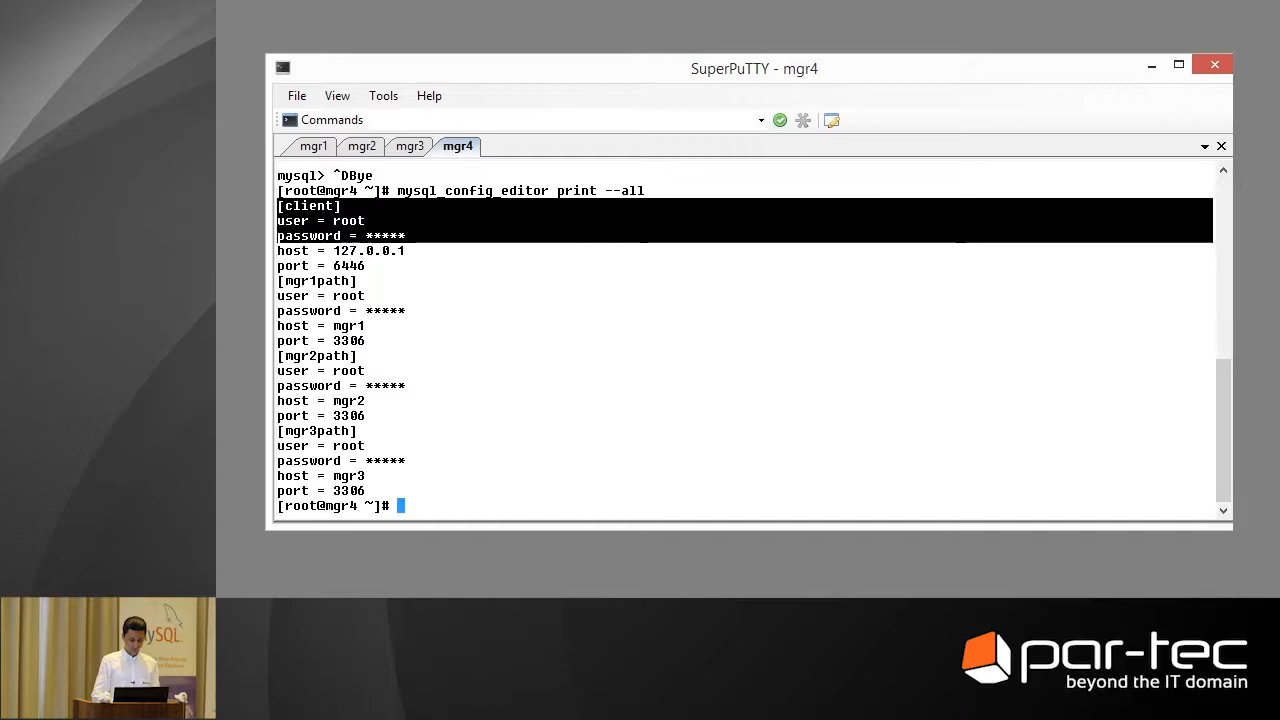 SuperPuTTY - mgr4
File View Tools Help
Commands
mgr1 mgr2 mgr3 mgr4
mysql> ^DBye
[root@mgr4 ~]# mysql_config_editor print --all
[client]
user = root
password = *****
host = 127.0.0.1
port = 6446
[mgr1path]
user = root
password = *****
host = mgr1
port = 3306
[mgr2path]
user = root
password = *****
host = mgr2
port = 3306
[mgr3path]
user = root
password = *****
host = mgr3
port = 3306
[root@mgr4 ~]#
ySQL
par-tec
beyond the IT domain